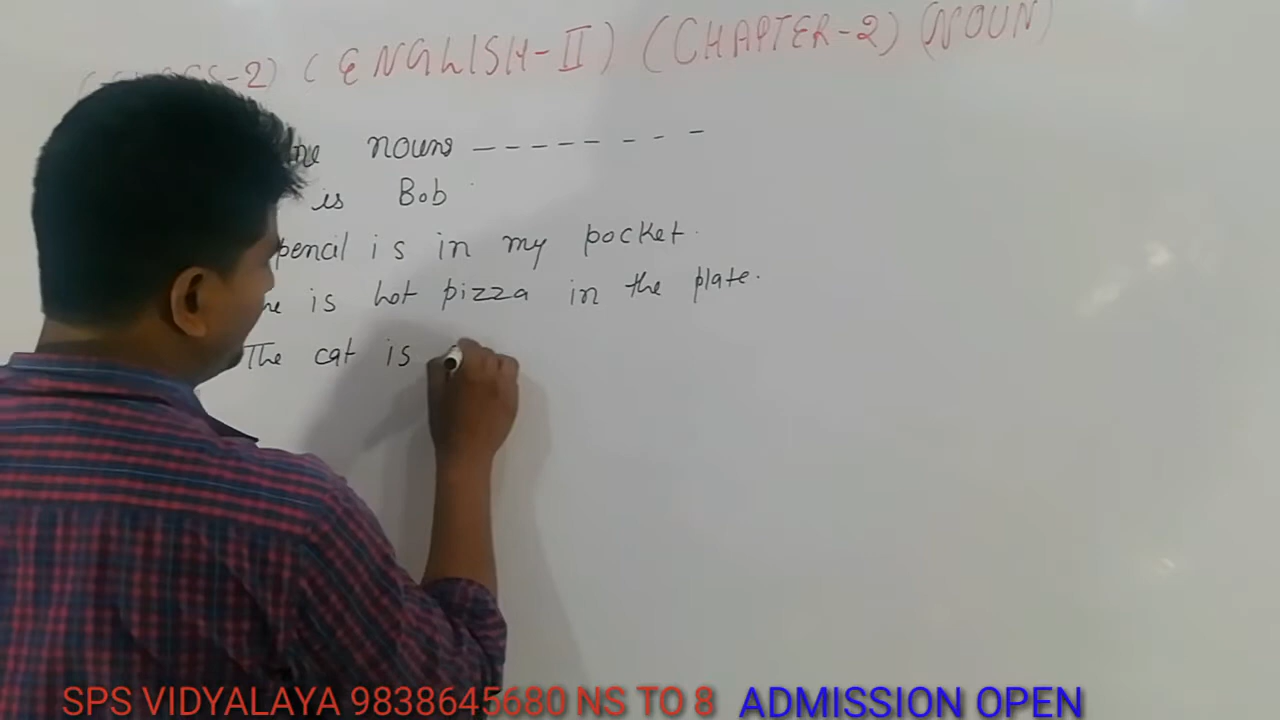 (ENGLISH-II) (CHAPTER-2) (NOUN)
nouns --------
is Bob
pencil is in my pocket.
is hot pizza in the plate.
The cat is
SPS VIDYALAYA 9838645680 NS TO 8 ADMISSION OPEN